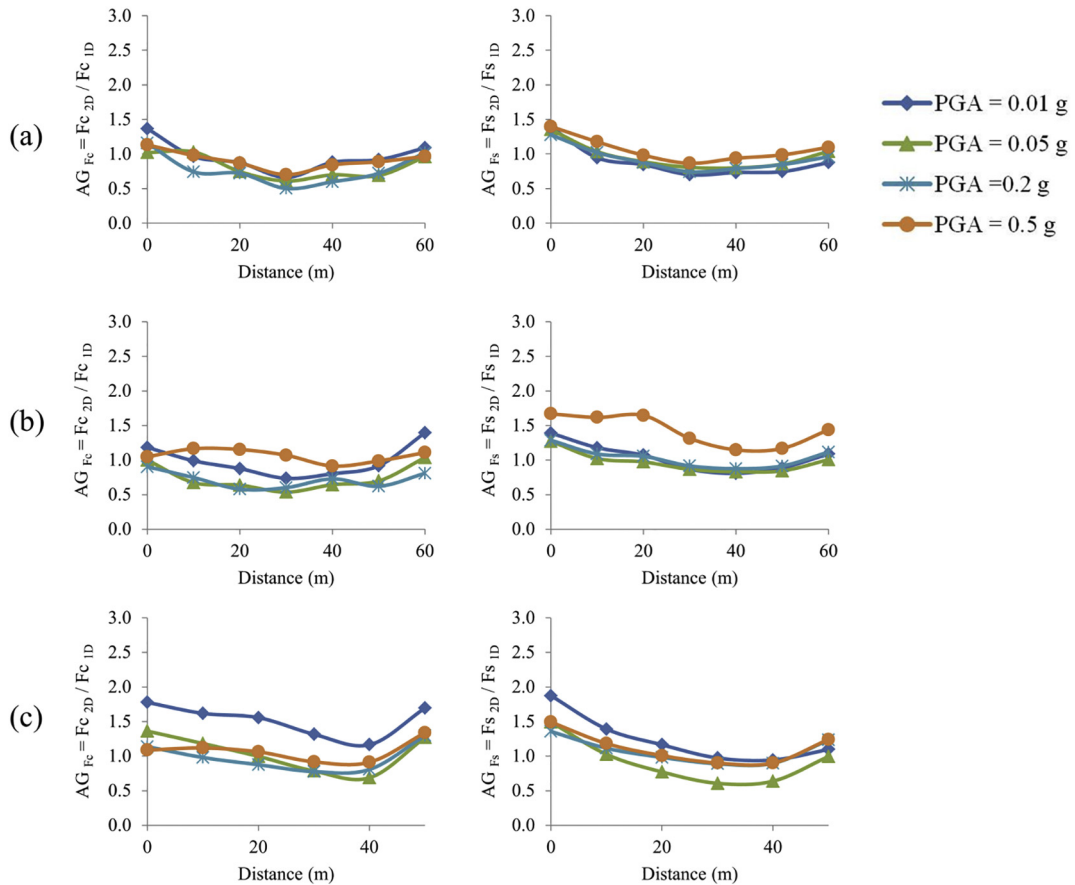 (a)
AG Fc = Fc 2D / Fc 1D
3.0
2.5
2.0
1.5
1.0
0.5
0.0
0 20 40 60
Distance (m)
AG Fs = Fs 2D / Fs 1D
3.0
2.5
2.0
1.5
1.0
0.5
0.0
0 20 40 60
Distance (m)
PGA = 0.01 g
PGA = 0.05 g
PGA =0.2 g
PGA = 0.5 g
(b)
AG Fc = Fc 2D / Fc 1D
3.0
2.5
2.0
1.5
1.0
0.5
0.0
0 20 40 60
Distance (m)
AG Fs = Fs 2D / Fs 1D
3.0
2.5
2.0
1.5
1.0
0.5
0.0
0 20 40 60
Distance (m)
(c)
AG Fc = Fc 2D / Fc 1D
3.0
2.5
2.0
1.5
1.0
0.5
0.0
0 20 40
Distance (m)
AG Fs = Fs 2D / Fs 1D
3.0
2.5
2.0
1.5
1.0
0.5
0.0
0 20 40
Distance (m)